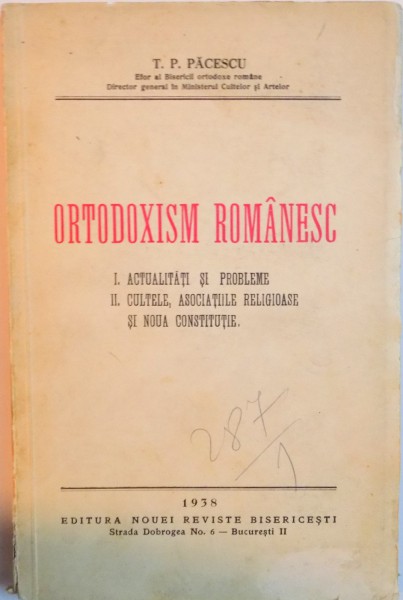 T. P. PĂCESCU
Efor al Bisericii ortodoxe române
Director general în Ministerul Cultelor și Artelor
ORTODOXISM ROMÂNESC
I. ACTUALITĂȚI ȘI PROBLEME
II. CULTELE, ASOCIAȚIILE RELIGIOASE
ȘI NOUA CONSTITUȚIE.
287/1
1938
EDITURA NOUEI REVISTE BISERICEȘTI
Strada Dobrogea No. 6 — București II